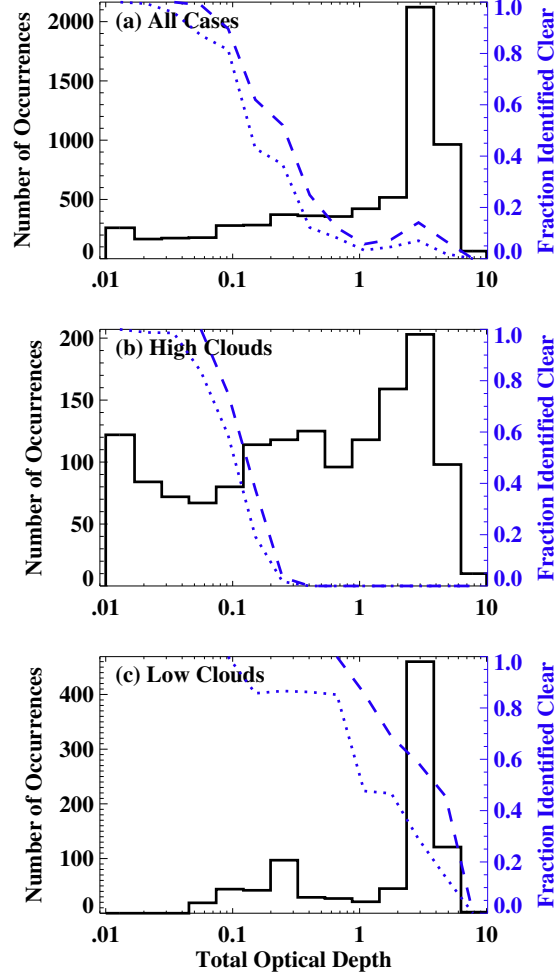 (a) All Cases
Number of Occurrences
2000
1500
1000
500
0
Fraction Identified Clear
1.0
0.8
0.6
0.4
0.2
0.0
.01 0.1 1 10
(b) High Clouds
Number of Occurrences
200
150
100
50
0
Fraction Identified Clear
1.0
0.8
0.6
0.4
0.2
0.0
.01 0.1 1 10
(c) Low Clouds
Number of Occurrences
400
300
200
100
Fraction Identified Clear
1.0
0.8
0.6
0.4
0.2
0.0
.01 0.1 1 10
Total Optical Depth